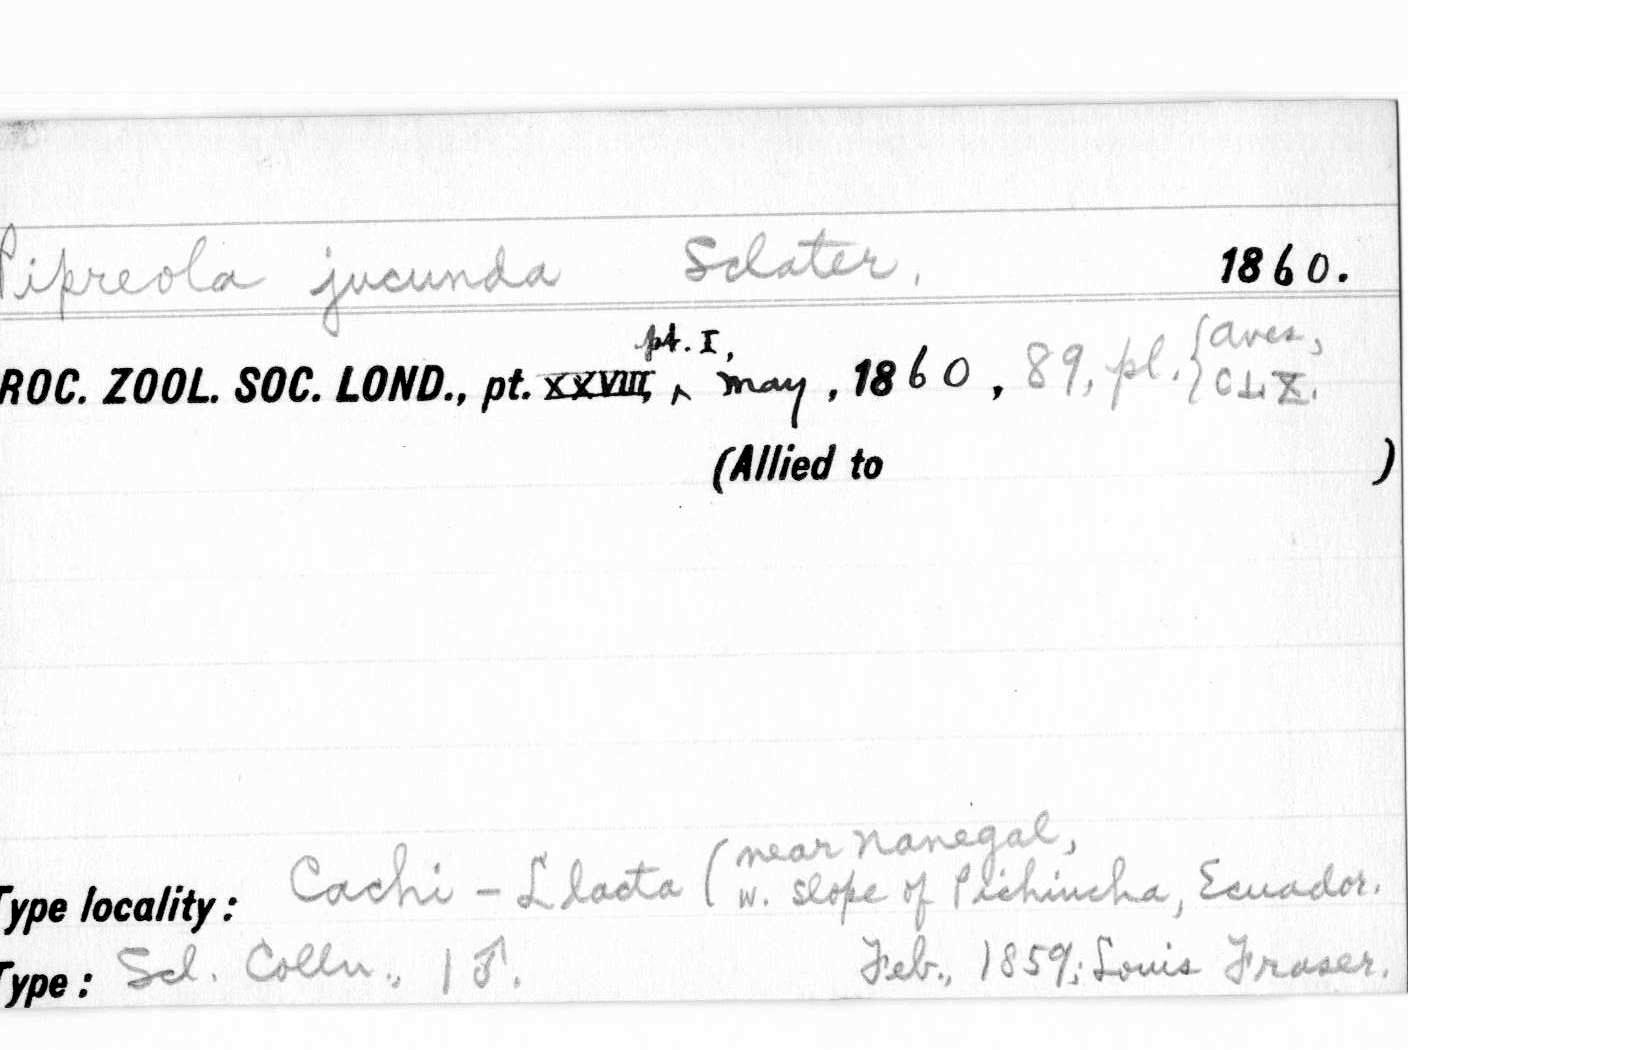 Pipreola jucunda Sclater. 1860.
pt. I,
ROC. ZOOL. SOC. LOND., pt. XXVIII, ^ May, 1860, 89, pl. { Aves,
CLX.
(Allied to )
near Nanegal,
Type locality: Cachi - Llacta ( w. slope of Pichincha, Ecuador.
Type: Scl. Colln., 1 ♂. Feb., 1859; Louis Fraser.